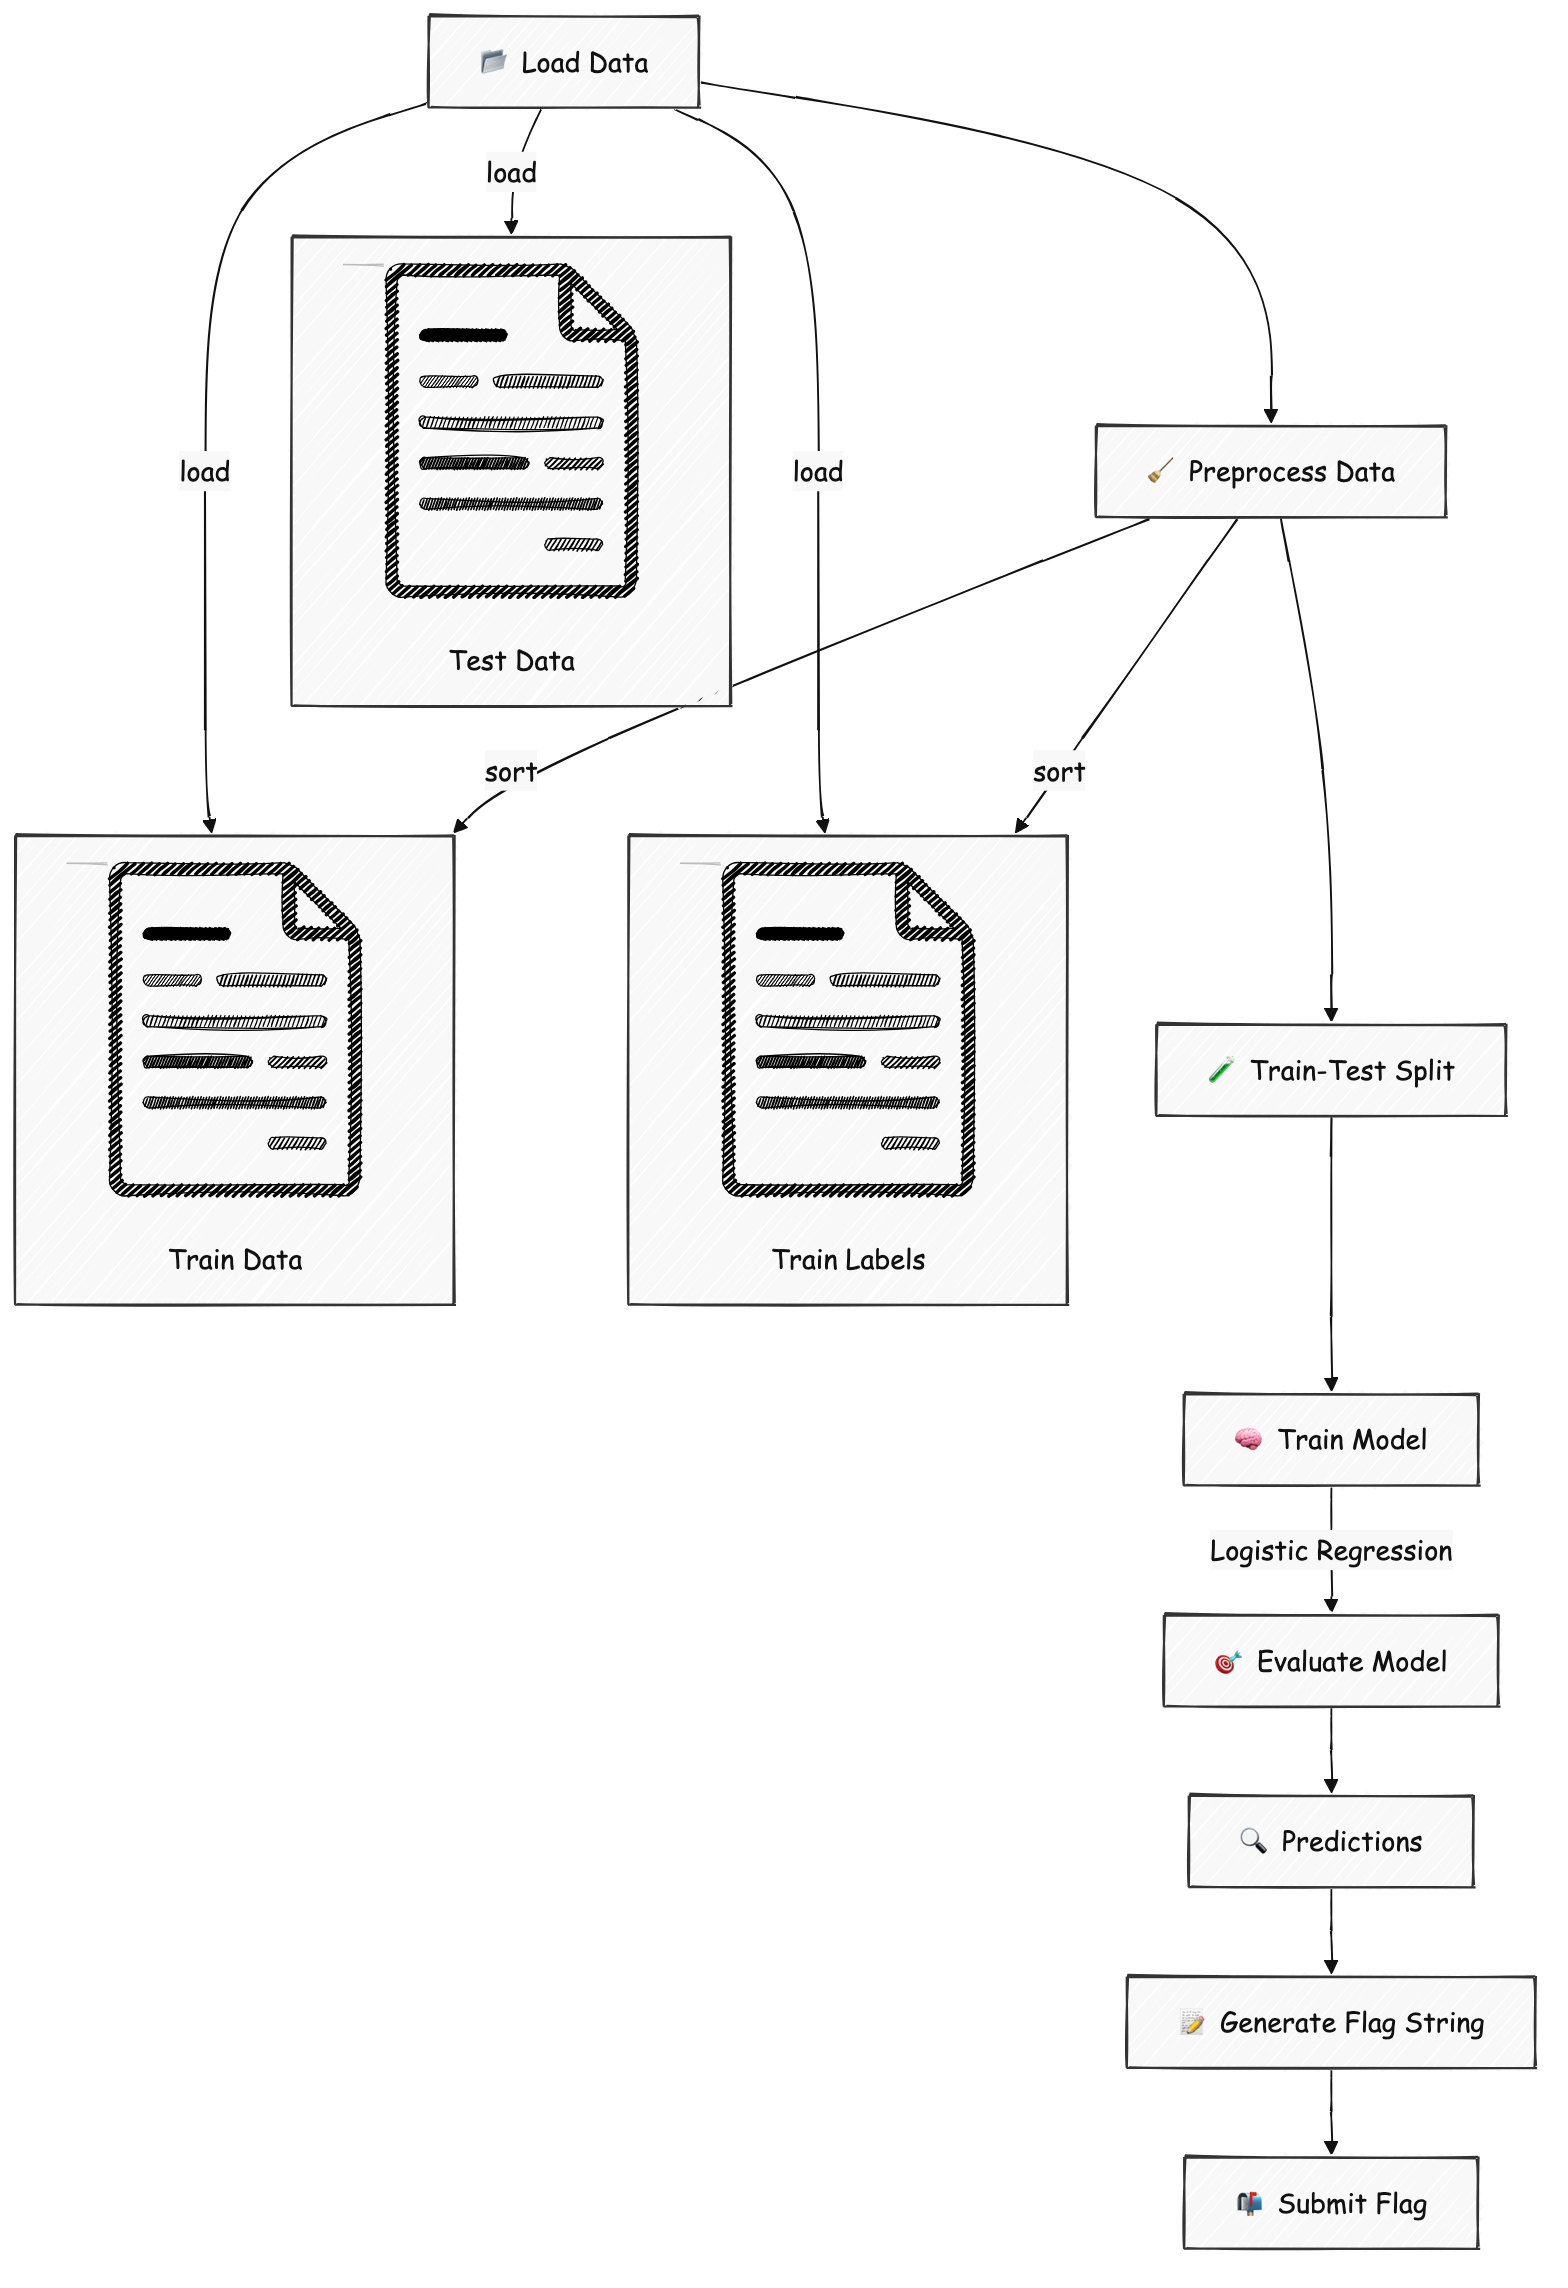 Load Data
load
Test Data
load
load
Preprocess Data
sort
sort
Train Data
Train Labels
Train-Test Split
Train Model
Logistic Regression
Evaluate Model
Predictions
Generate Flag String
Submit Flag